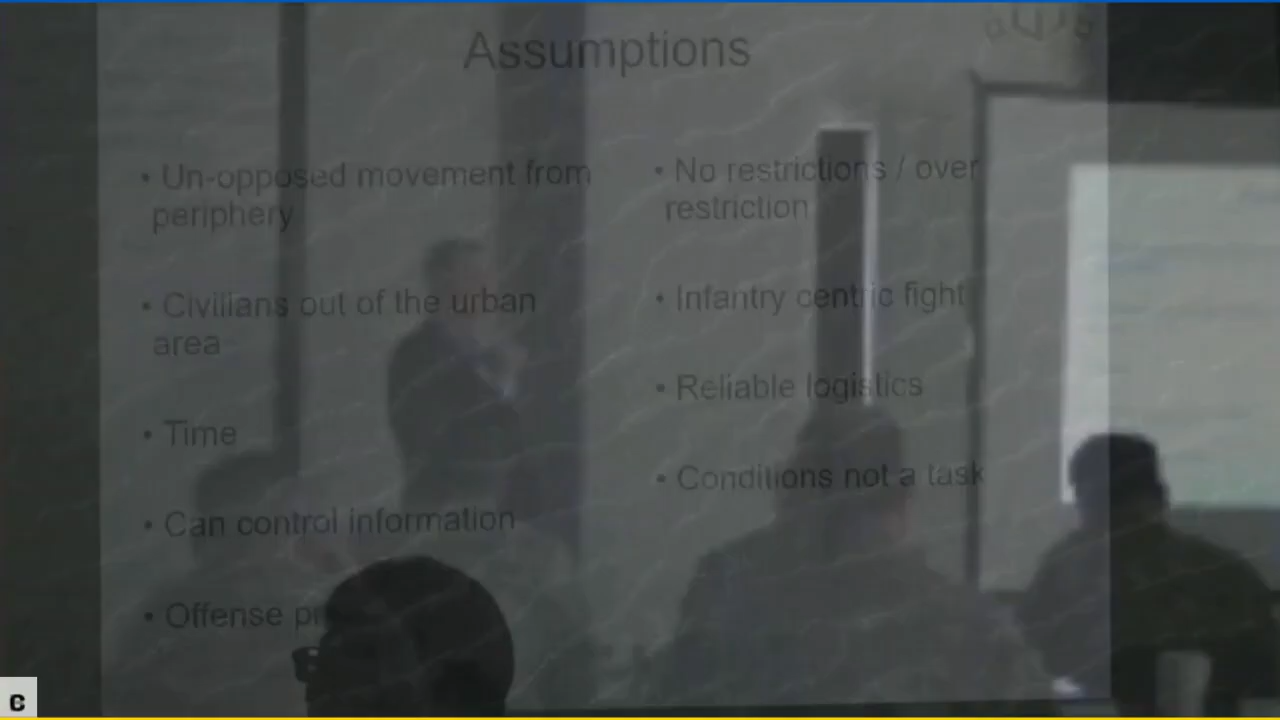 Assumptions
• Un-opposed movement from
periphery
• Civilians out of the urban
area
• Time
• Can control information
• Offense
• No restrictions / over
restriction
• Infantry centric fight
• Reliable logistics
• Conditions not a task
C